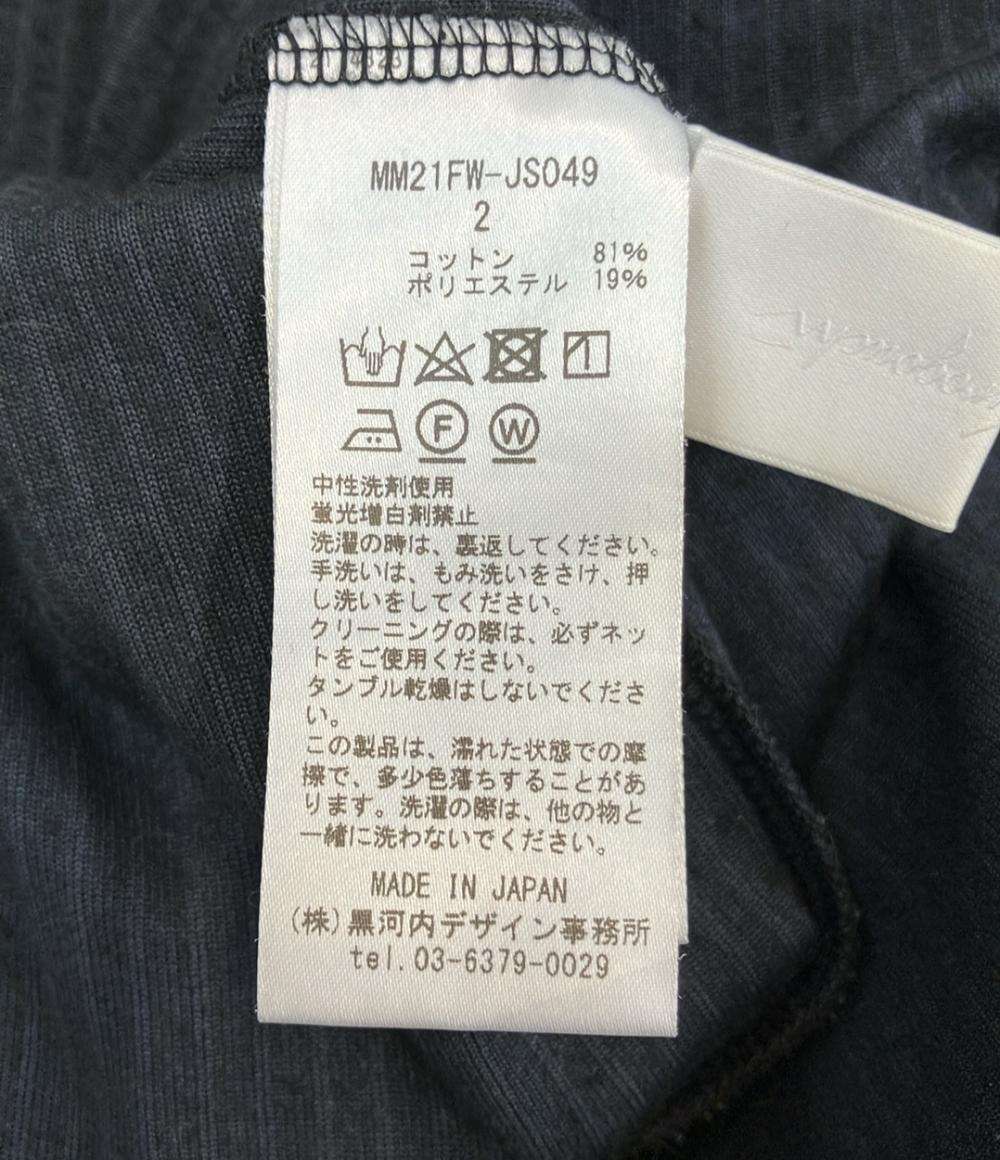 MM21FW-JS049
2
コットン 81%
ポリエステル 19%
F W
中性洗剤使用
蛍光増白剤禁止
洗濯の時は、裏返してください。
手洗いは、もみ洗いをさけ、押
し洗いをしてください。
クリーニングの際は、必ずネッ
トをご使用ください。
タンブル乾燥はしないでくださ
い。
この製品は、濡れた状態での摩
擦で、多少色落ちすることがあ
ります。洗濯の際は、他の物と
一緒に洗わないでください。
MADE IN JAPAN
(株)黒河内デザイン事務所
tel.03-6379-0029